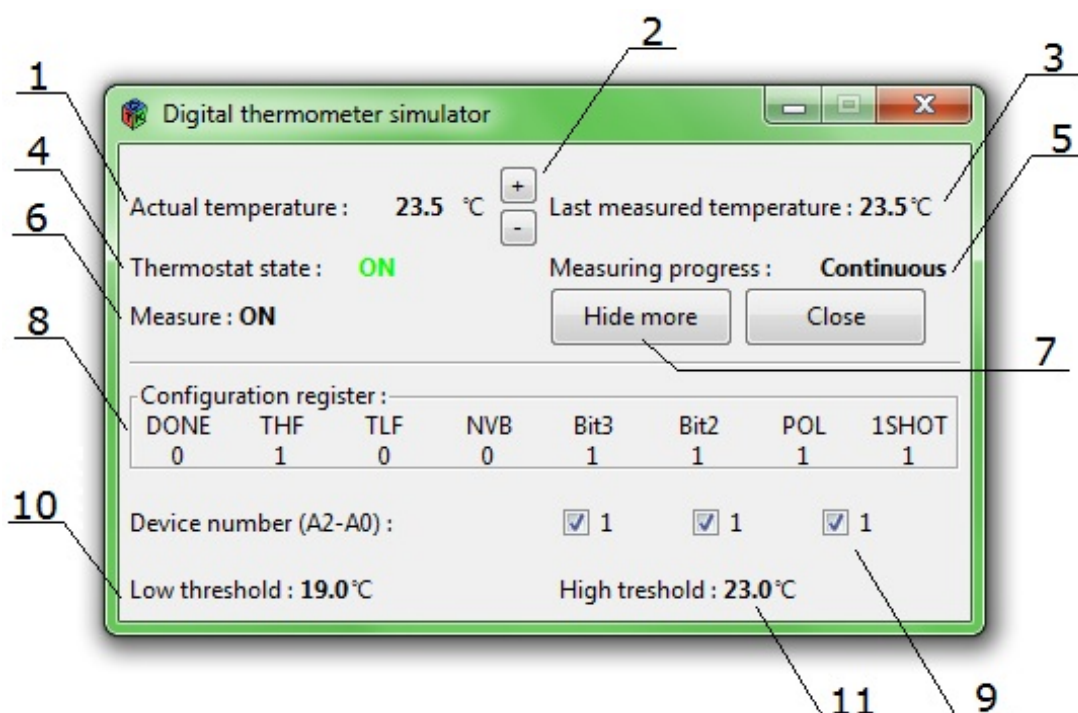 2
1
3
Digital thermometer simulator
4
5
+
Actual temperature : 23.5 °C
Last measured temperature : 23.5°C
-
6
Thermostat state : ON
Measuring progress : Continuous
Measure : ON
Hide more
Close
8
7
Configuration register :
DONE THF TLF NVB Bit3 Bit2 POL 1SHOT
0 1 0 0 1 1 1 1
10
Device number (A2-A0) : 1 1 1
Low threshold : 19.0°C
High treshold : 23.0°C
11
9